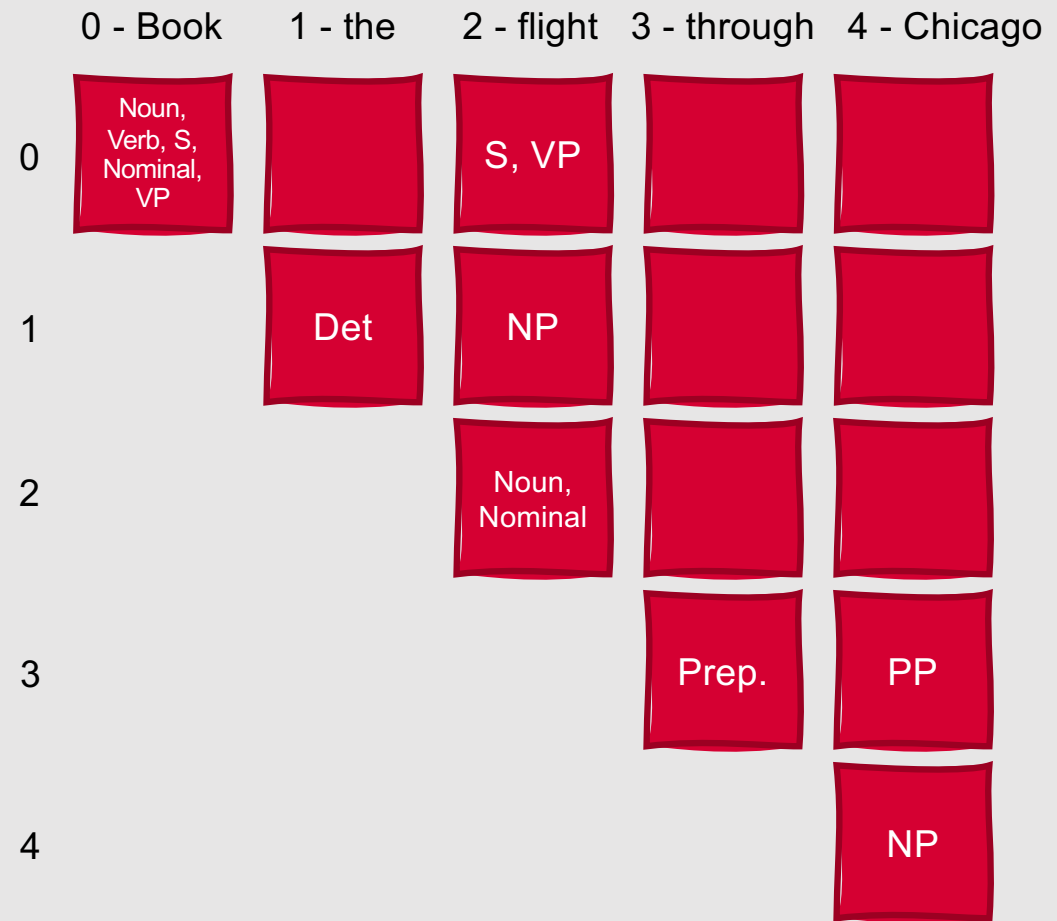 0 - Book 1 - the 2 - flight 3 - through 4 - Chicago
0
Noun,
Verb, S,
Nominal,
VP
S, VP
1
Det
NP
2
Noun,
Nominal
3
Prep.
PP
4
NP